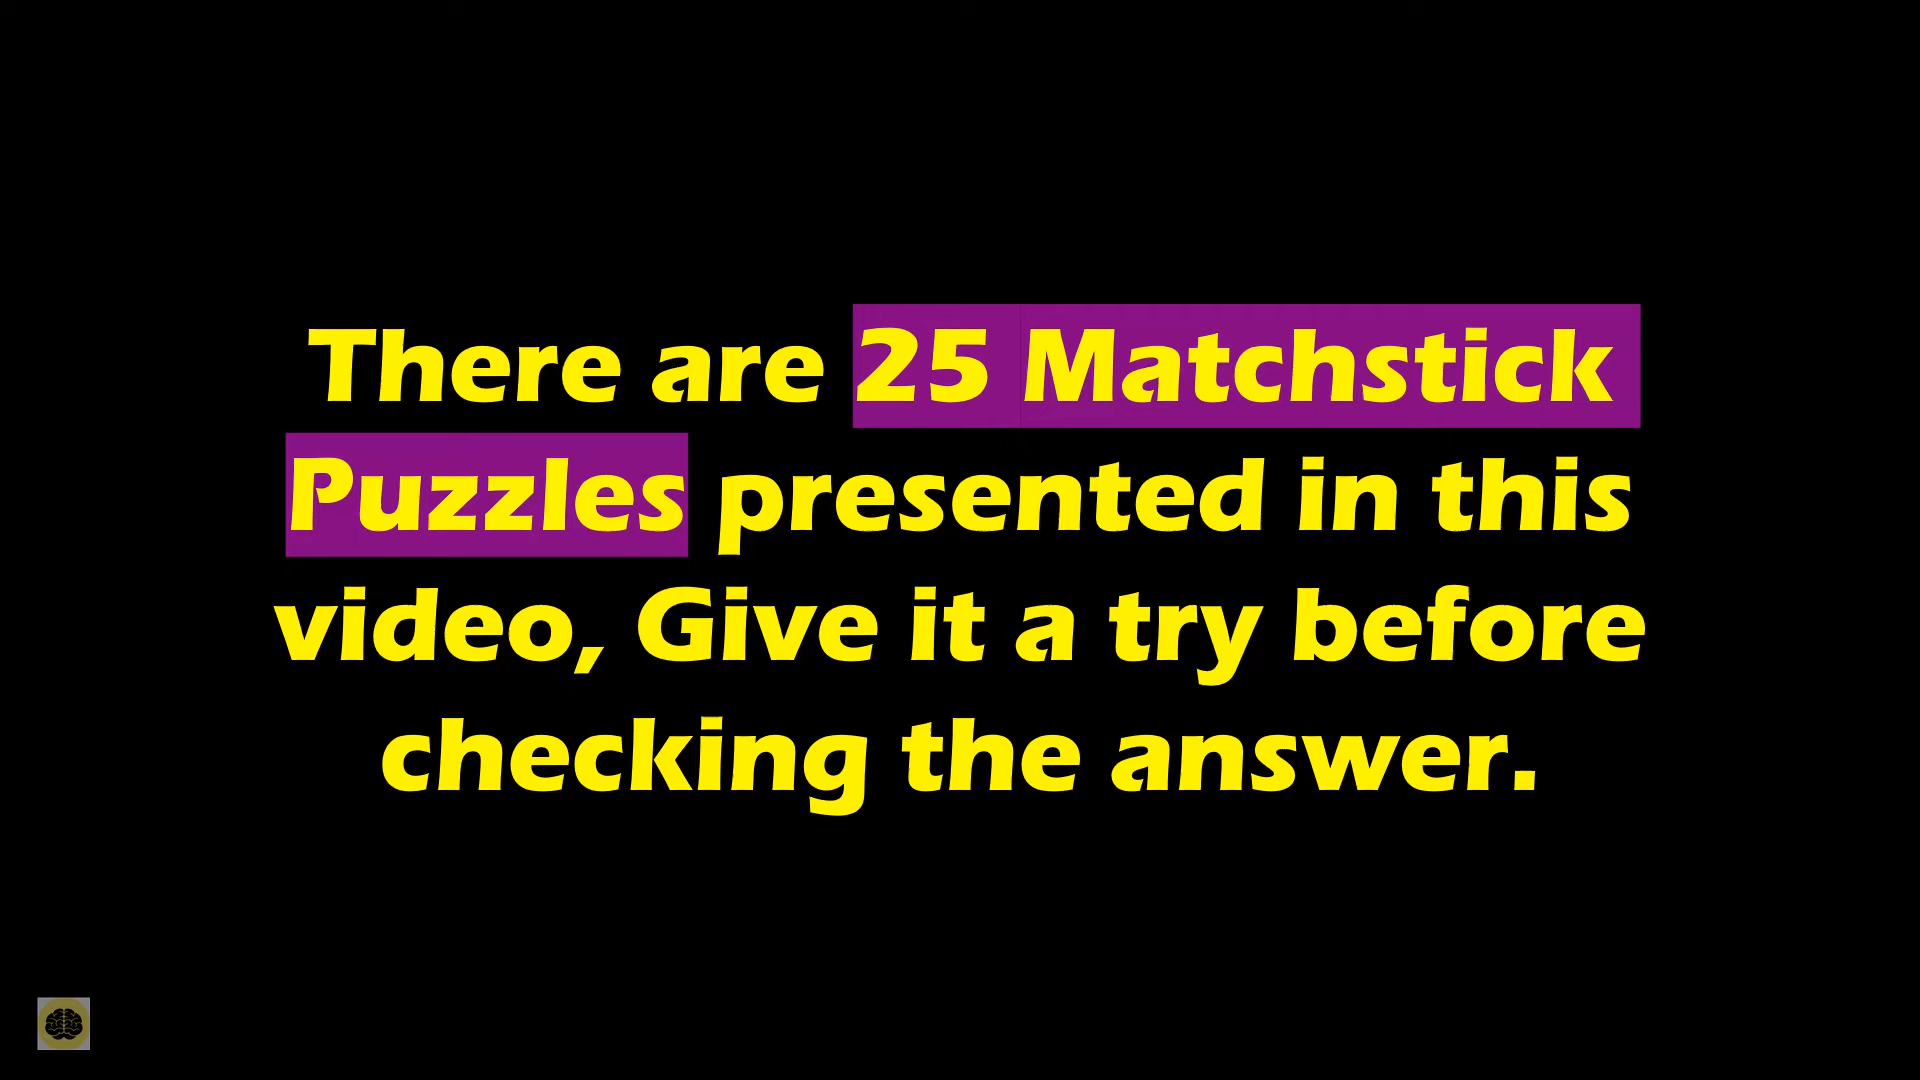 There are 25 Matchstick
Puzzles presented in this
video, Give it a try before
checking the answer.